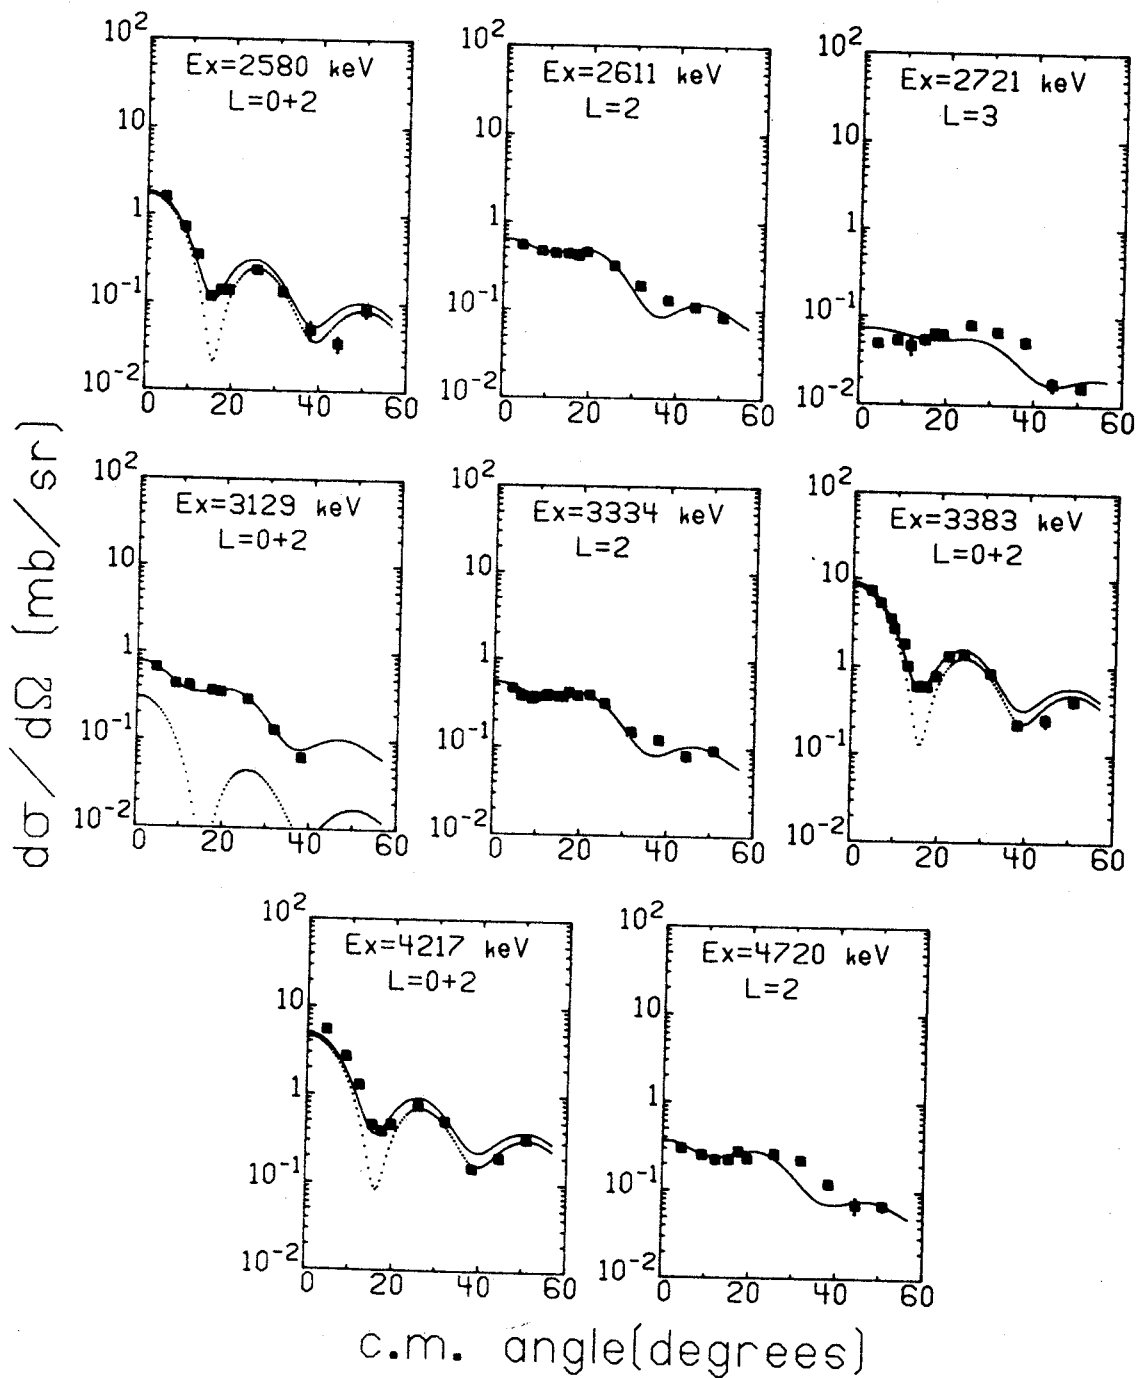 dσ/dΩ (mb/sr)
10²
10
1
10⁻¹
10⁻²
Ex=2580 keV
L=0+2
0 20 40 60
10²
10
1
10⁻¹
10⁻²
Ex=2611 keV
L=2
0 20 40 60
10²
10
1
10⁻¹
10⁻²
Ex=2721 keV
L=3
0 20 40 60
10²
10
1
10⁻¹
10⁻²
Ex=3129 keV
L=0+2
0 20 40 60
10²
10
1
10⁻¹
10⁻²
Ex=3334 keV
L=2
0 20 40 60
10²
10
1
10⁻¹
10⁻²
Ex=3383 keV
L=0+2
0 20 40 60
10²
10
1
10⁻¹
10⁻²
Ex=4217 keV
L=0+2
0 20 40 60
10²
10
1
10⁻¹
10⁻²
Ex=4720 keV
L=2
0 20 40 60
c.m. angle(degrees)